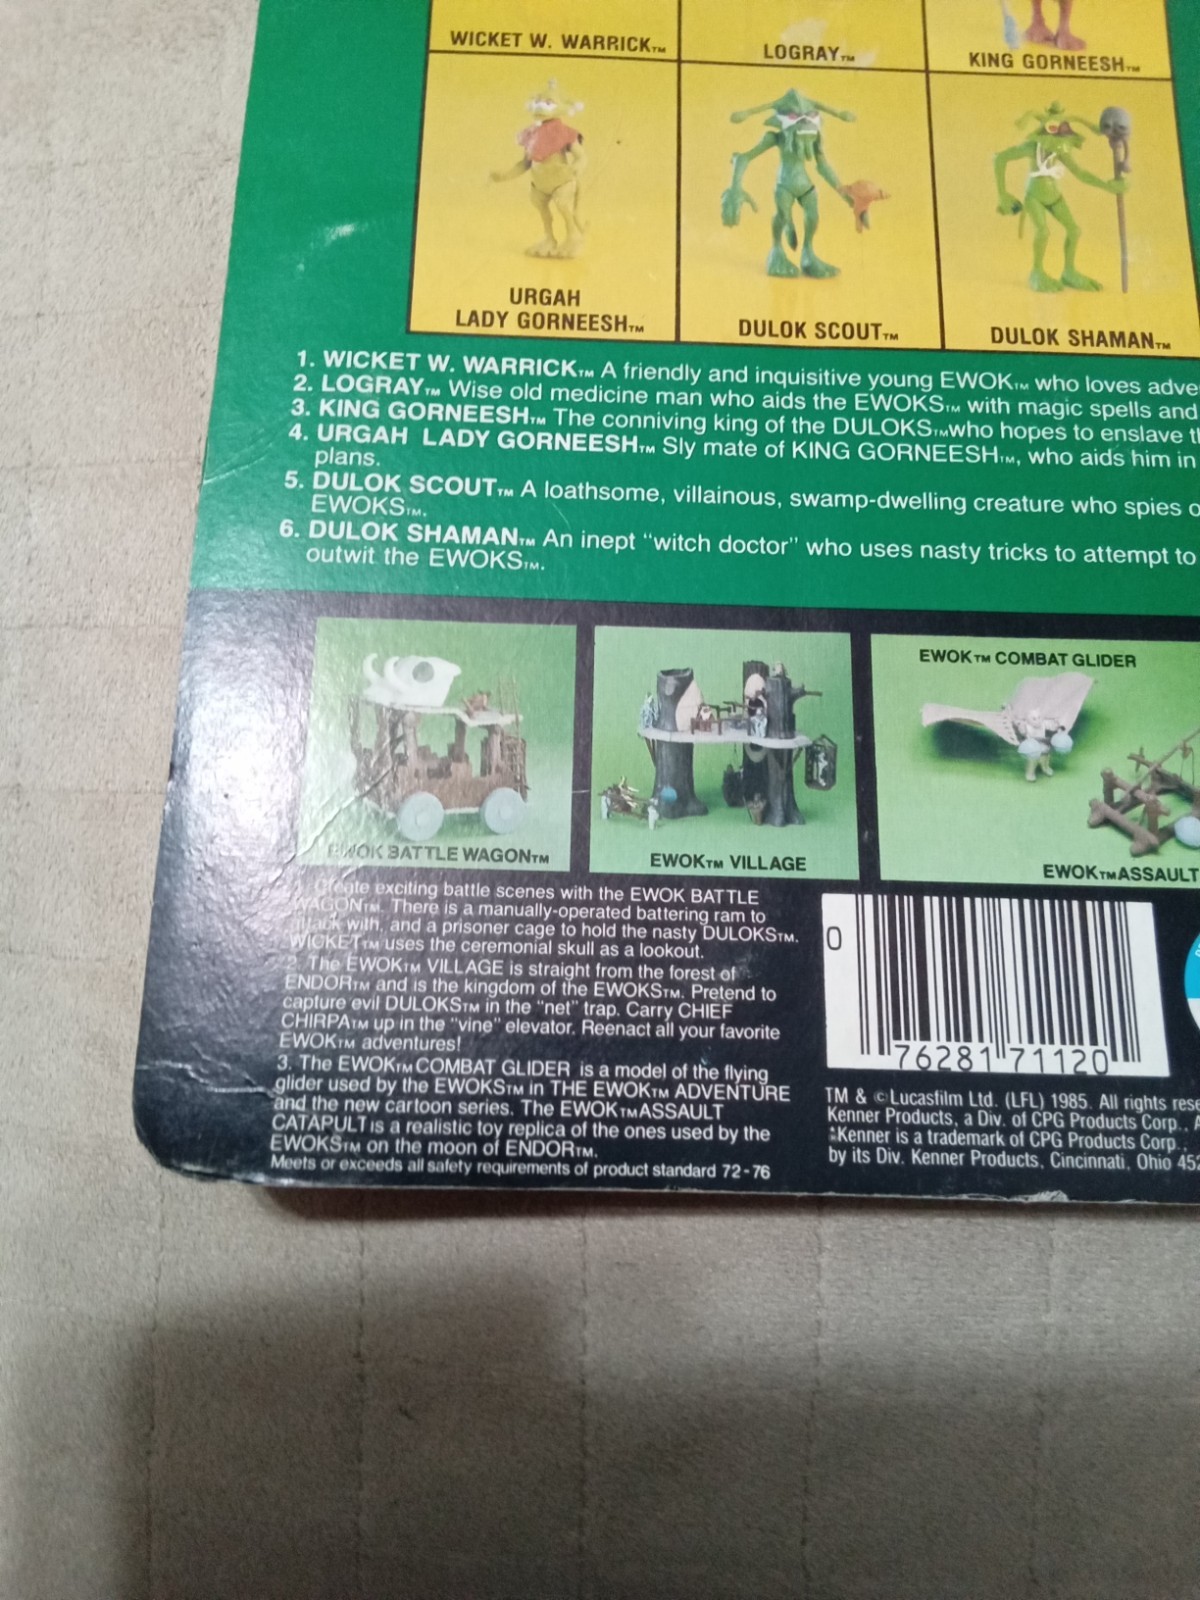 WICKET W. WARRICK™
LOGRAY™
KING GORNEESH™
URGAH
LADY GORNEESH™
DULOK SCOUT™
DULOK SHAMAN™
1. WICKET W. WARRICK™ A friendly and inquisitive young EWOK™ who loves adve
2. LOGRAY™ Wise old medicine man who aids the EWOKS™ with magic spells and
3. KING GORNEESH™ The conniving king of the DULOKS™who hopes to enslave
4. URGAH LADY GORNEESH™ Sly mate of KING GORNEESH™, who aids him in
plans.
5. DULOK SCOUT™ A loathsome, villainous, swamp-dwelling creature who spies
EWOKS™.
6. DULOK SHAMAN™ An inept "witch doctor" who uses nasty tricks to attempt to
outwit the EWOKS™.
EWOK BATTLE WAGON™
EWOK™ VILLAGE
EWOK™ COMBAT GLIDER
EWOK™ASSAULT
Create exciting battle scenes with the EWOK BATTLE
WAGON™. There is a manually-operated battering ram to
attack with, and a prisoner cage to hold the nasty DULOKS™.
WICKET™ uses the ceremonial skull as a lookout.
2. The EWOK™ VILLAGE is straight from the forest of
ENDOR™ and is the kingdom of the EWOKS™. Pretend to
capture evil DULOKS™ in the "net" trap. Carry CHIEF
CHIRPA™ up in the "vine" elevator. Reenact all your favorite
EWOK™ adventures!
3. The EWOK™ COMBAT GLIDER is a model of the flying
glider used by the EWOKS™ in THE EWOK™ ADVENTURE
and the new cartoon series. The EWOK™ASSAULT
CATAPULT is a realistic toy replica of the ones used by the
EWOKS™ on the moon of ENDOR™.
Meets or exceeds all safety requirements of product standard 72-76
0 76281 71120
TM & © Lucasfilm Ltd. (LFL) 1985. All rights rese
Kenner Products, a Div. of CPG Products Corp.,
*Kenner is a trademark of CPG Products Corp.,
by its Div. Kenner Products, Cincinnati, Ohio 452